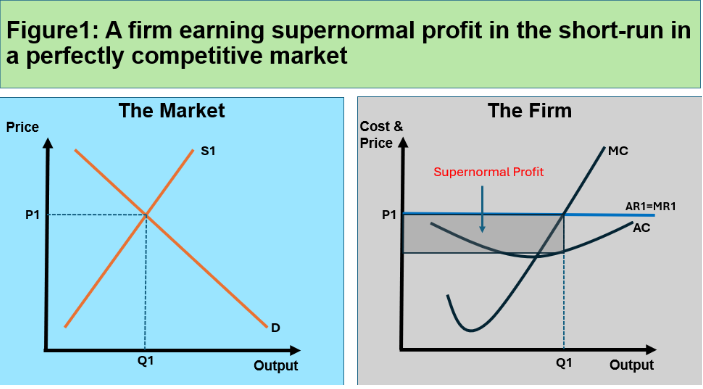 Figure1: A firm earning supernormal profit in the short-run in
a perfectly competitive market
The Market
Price
S1
P1
D
Q1
Output
The Firm
Cost &
Price
MC
Supernormal Profit
AR1=MR1
P1
AC
Q1
Output